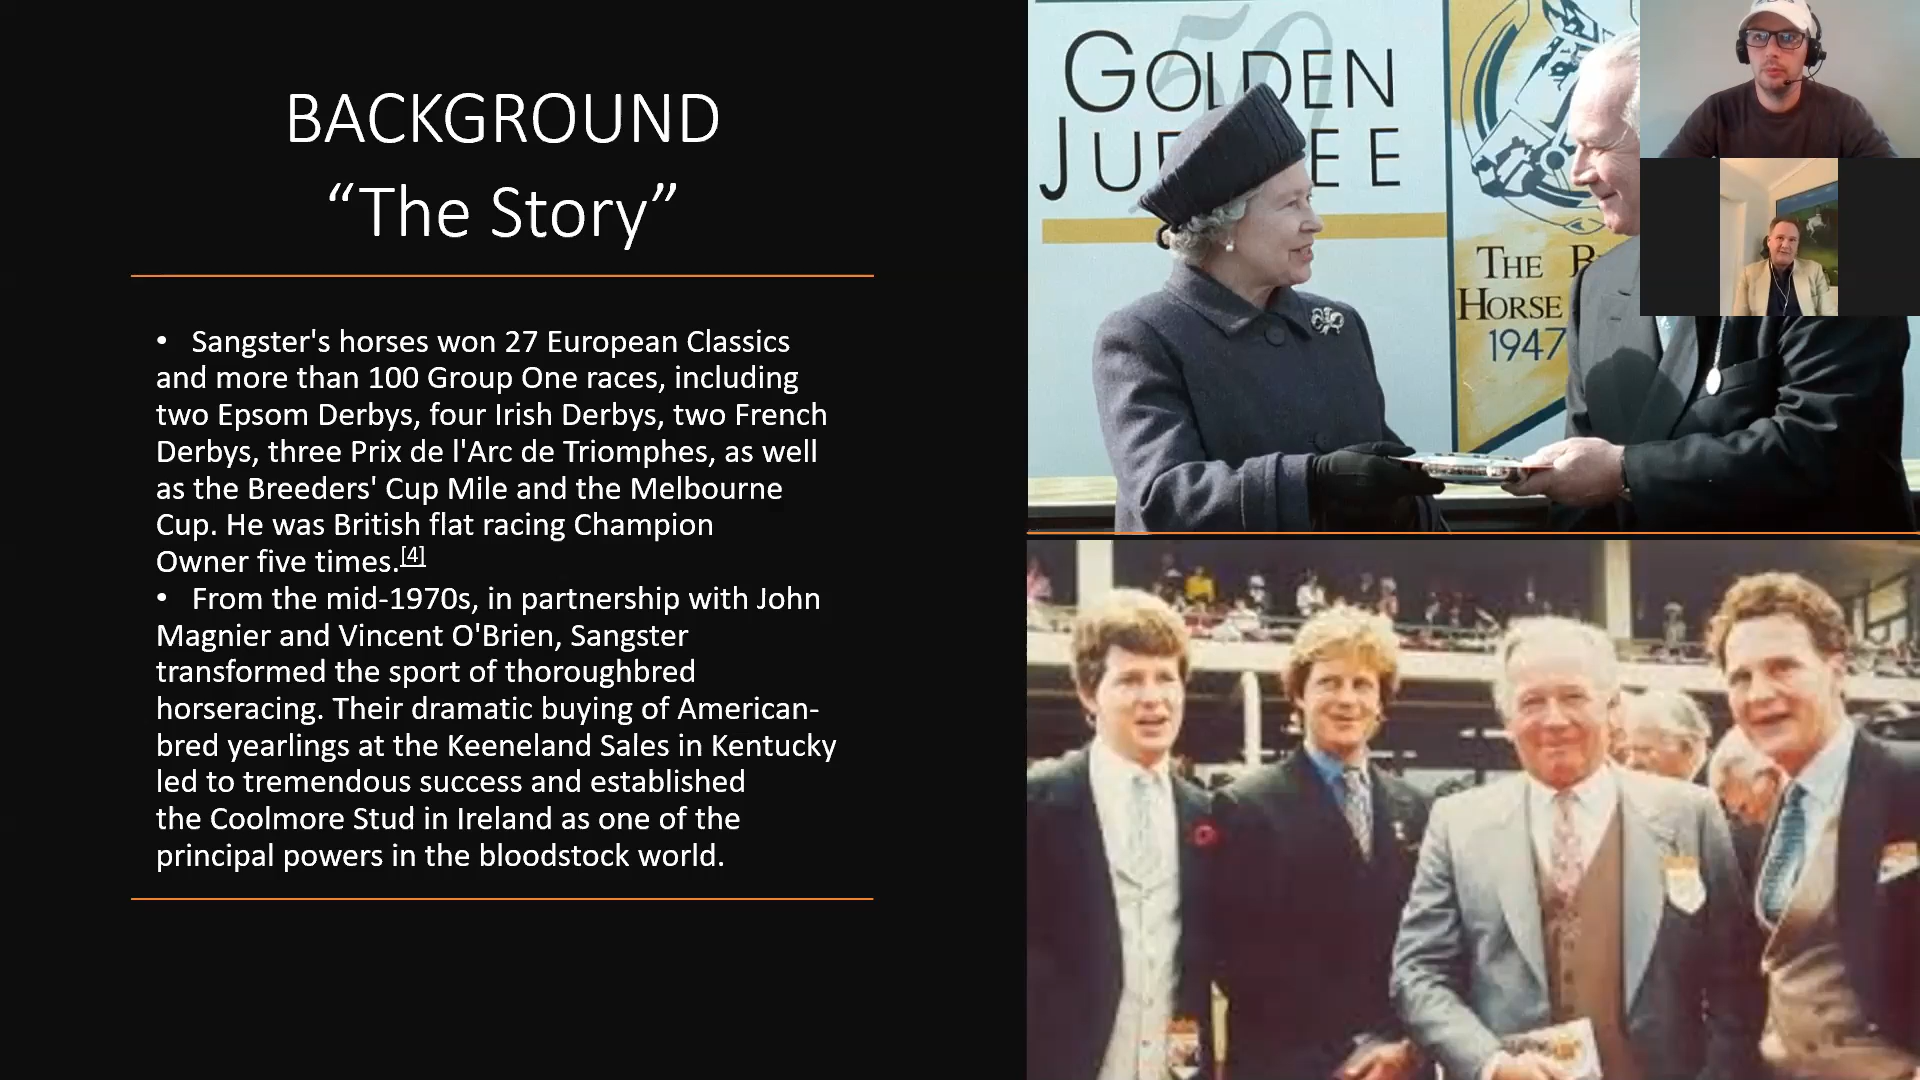 BACKGROUND
“The Story”
• Sangster's horses won 27 European Classics
and more than 100 Group One races, including
two Epsom Derbys, four Irish Derbys, two French
Derbys, three Prix de l'Arc de Triomphes, as well
as the Breeders' Cup Mile and the Melbourne
Cup. He was British flat racing Champion
Owner five times.[4]
• From the mid-1970s, in partnership with John
Magnier and Vincent O'Brien, Sangster
transformed the sport of thoroughbred
horseracing. Their dramatic buying of American-
bred yearlings at the Keeneland Sales in Kentucky
led to tremendous success and established
the Coolmore Stud in Ireland as one of the
principal powers in the bloodstock world.
50
GOLDEN
JU EE
THE B
HORSE
1947